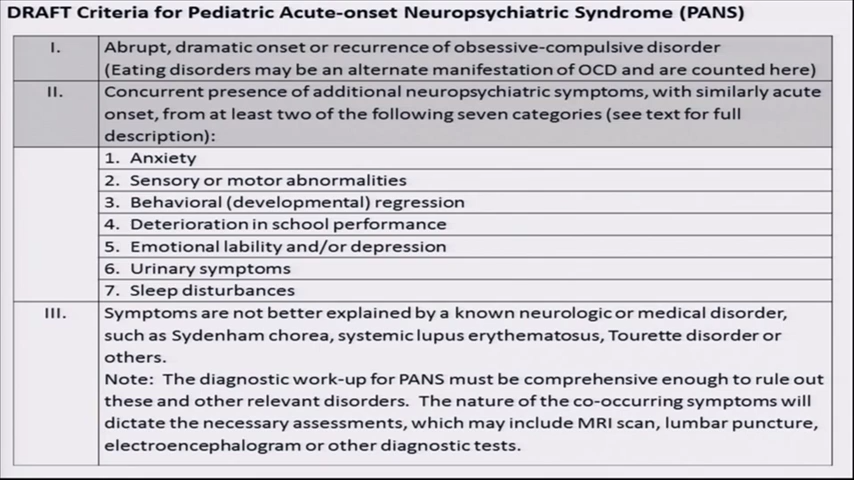 DRAFT Criteria for Pediatric Acute-onset Neuropsychiatric Syndrome (PANS)
I. Abrupt, dramatic onset or recurrence of obsessive-compulsive disorder
(Eating disorders may be an alternate manifestation of OCD and are counted here)
II. Concurrent presence of additional neuropsychiatric symptoms, with similarly acute
onset, from at least two of the following seven categories (see text for full
description):
1. Anxiety
2. Sensory or motor abnormalities
3. Behavioral (developmental) regression
4. Deterioration in school performance
5. Emotional lability and/or depression
6. Urinary symptoms
7. Sleep disturbances
III. Symptoms are not better explained by a known neurologic or medical disorder,
such as Sydenham chorea, systemic lupus erythematosus, Tourette disorder or
others.
Note: The diagnostic work-up for PANS must be comprehensive enough to rule out
these and other relevant disorders. The nature of the co-occurring symptoms will
dictate the necessary assessments, which may include MRI scan, lumbar puncture,
electroencephalogram or other diagnostic tests.